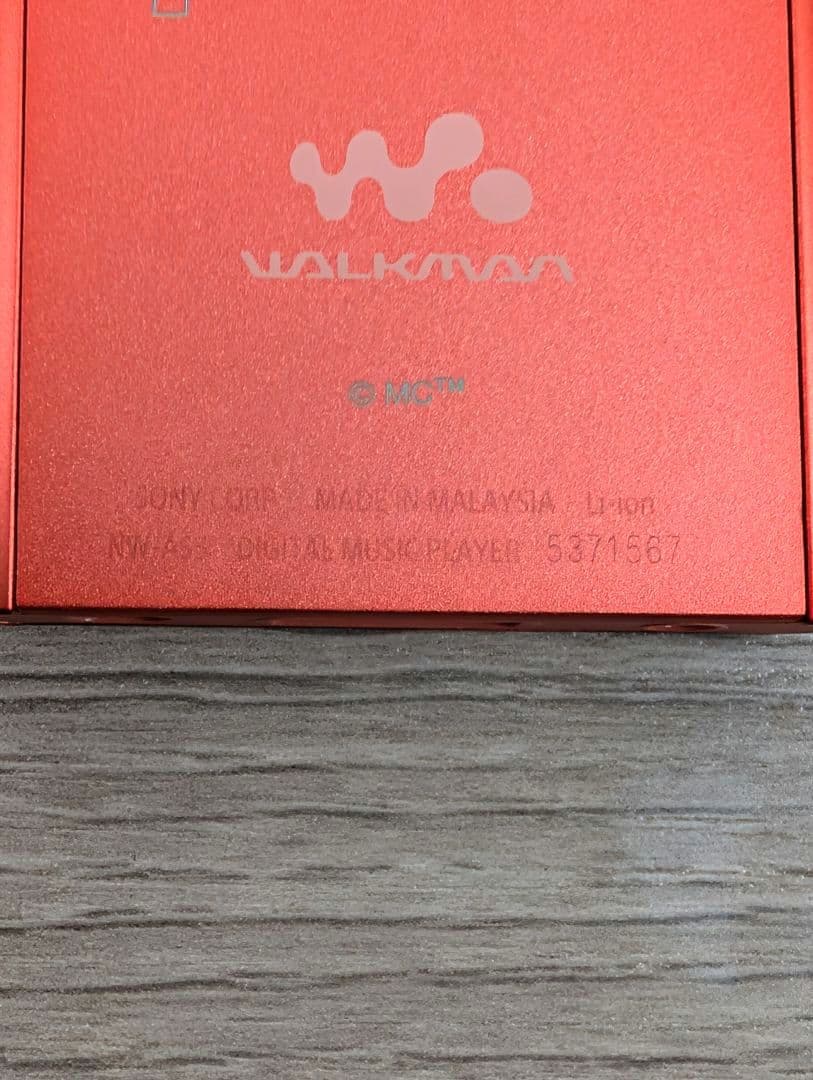 WALKMAN
© MC™
SONY CORP. MADE IN MALAYSIA Li-ion
DIGITAL MUSIC PLAYER 5371567